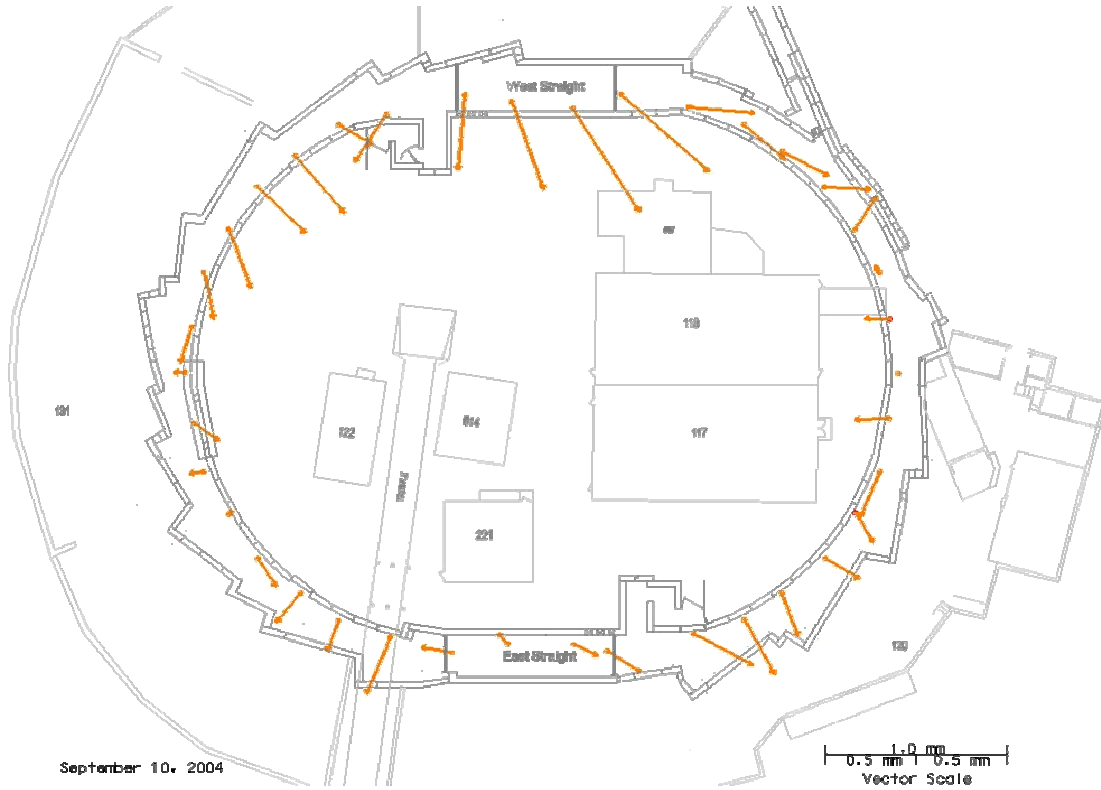 West Straight
118
131
122
117
221
East Straight
120
September 10, 2004
1.0 mm
0.5 mm 0.5 mm
Vector Scale